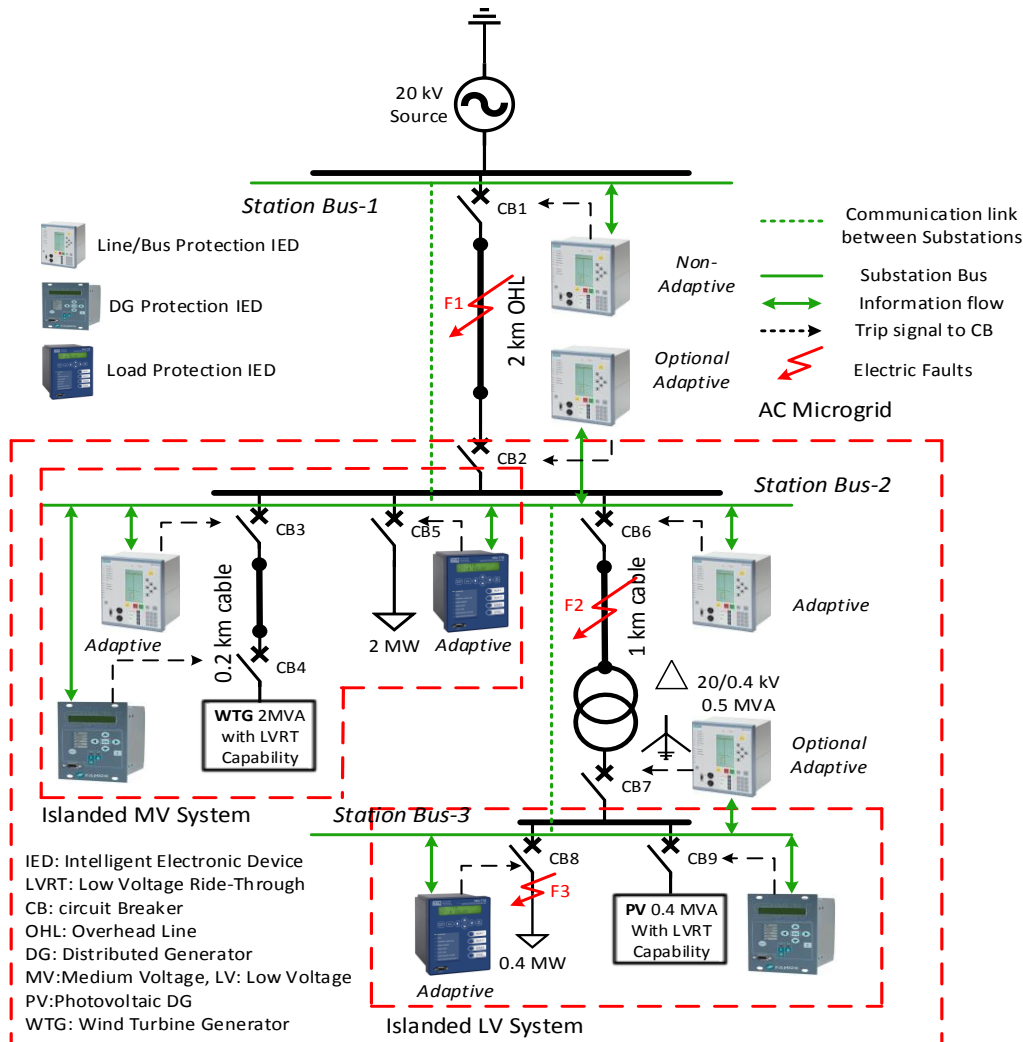 20 kV
Source
Station Bus-1
CB1
Line/Bus Protection IED
DG Protection IED
Load Protection IED
F1
2 km OHL
Non-
Adaptive
Optional
Adaptive
Communication link
between Substations
Substation Bus
Information flow
Trip signal to CB
Electric Faults
AC Microgrid
CB2
Station Bus-2
CB3
CB5
CB6
0.2 km cable
Adaptive
CB4
2 MW
Adaptive
F2
1 km cable
Adaptive
WTG 2MVA
with LVRT
Capability
20/0.4 kV
0.5 MVA
Optional
Adaptive
CB7
Islanded MV System
Station Bus-3
CB8
CB9
F3
PV 0.4 MVA
With LVRT
Capability
0.4 MW
Adaptive
Islanded LV System
IED: Intelligent Electronic Device
LVRT: Low Voltage Ride-Through
CB: circuit Breaker
OHL: Overhead Line
DG: Distributed Generator
MV:Medium Voltage, LV: Low Voltage
PV:Photovoltaic DG
WTG: Wind Turbine Generator